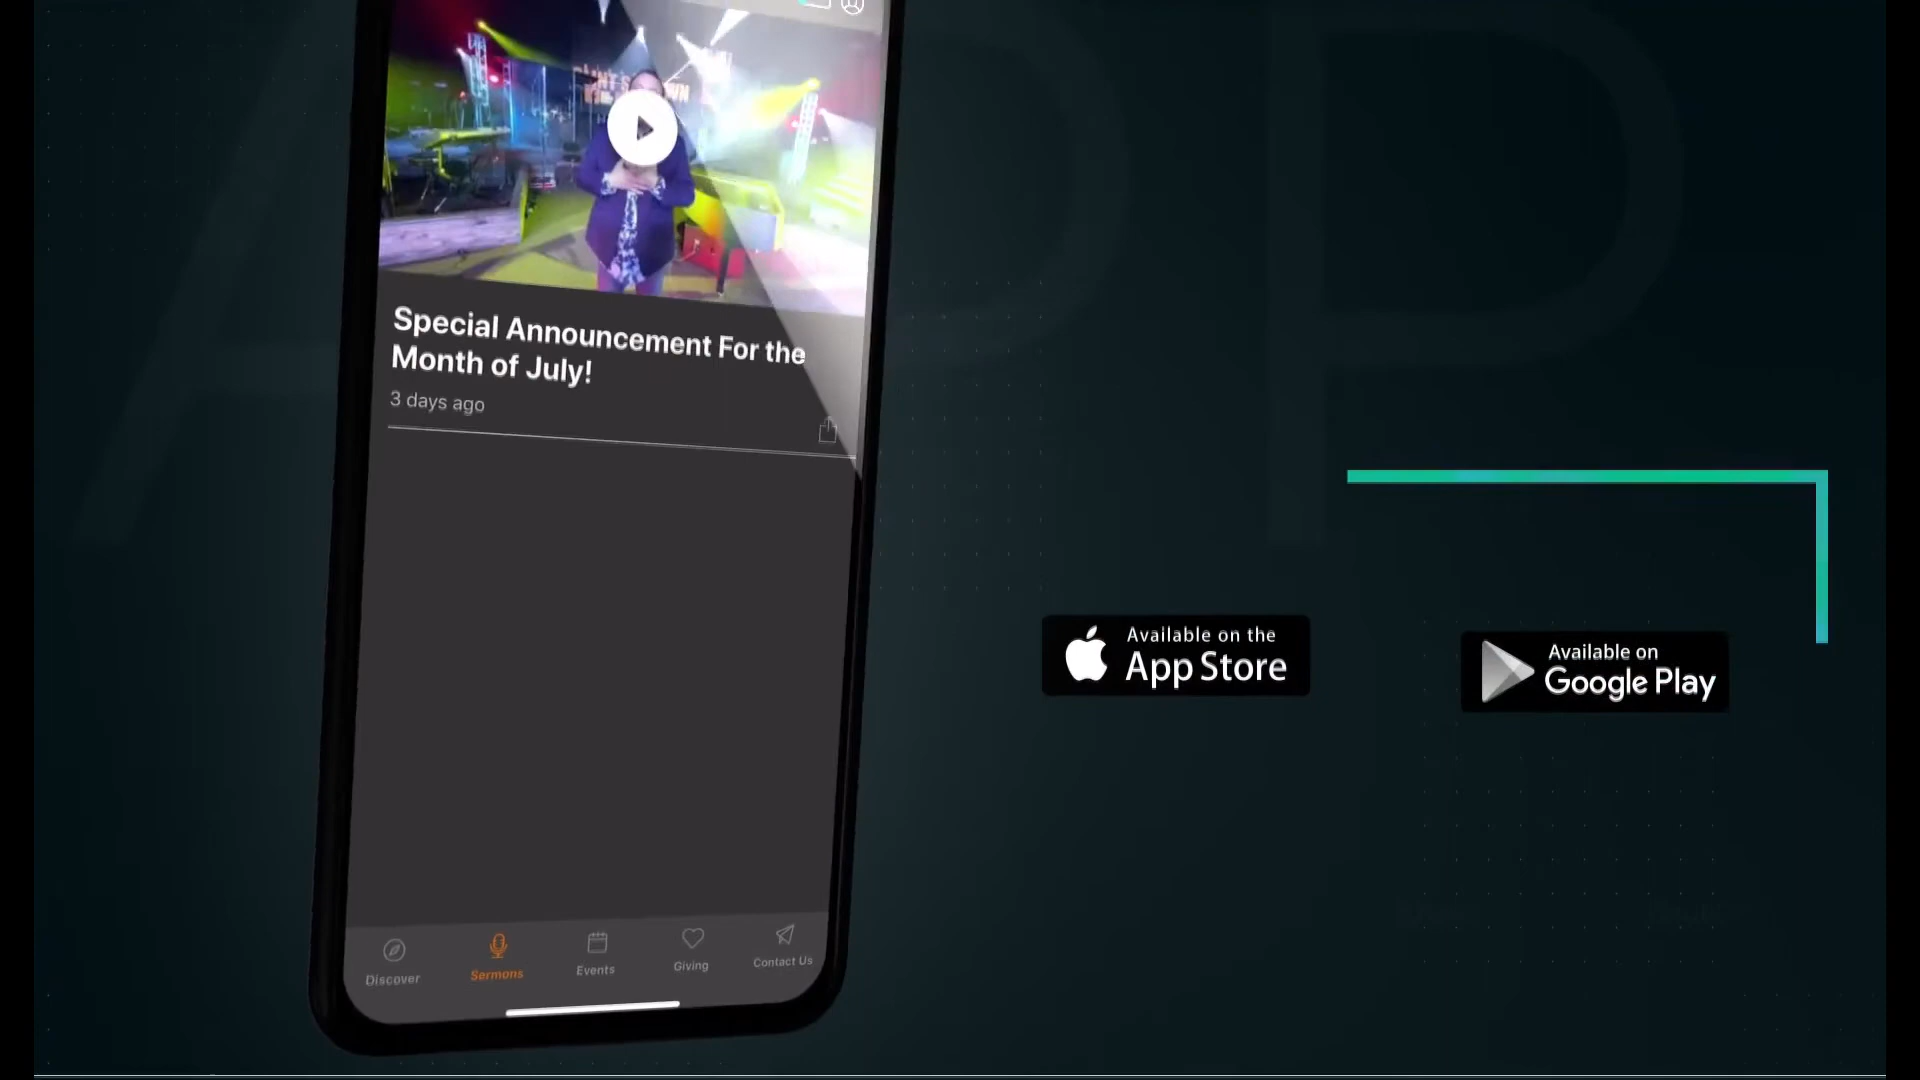 APP
Special Announcement For the
Month of July!
3 days ago
Available on the
App Store
Available on
Google Play
Discover
Sermons
Events
Giving
Contact Us